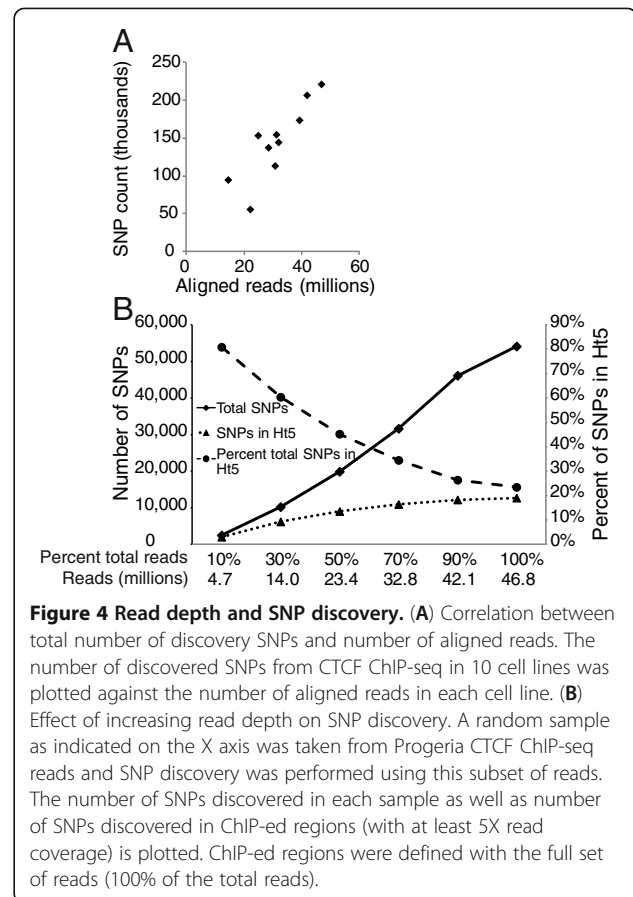 A
SNP count (thousands)
250
200
150
100
50
0
0 20 40 60
Aligned reads (millions)
B
Number of SNPs
60,000
50,000
40,000
30,000
20,000
10,000
0
Total SNPs
SNPs in Ht5
Percent total SNPs in
Ht5
90%
80%
70%
60%
50%
40%
30%
20%
10%
0%
Percent of SNPs in Ht5
Percent total reads 10% 30% 50% 70% 90% 100%
Reads (millions) 4.7 14.0 23.4 32.8 42.1 46.8
Figure 4 Read depth and SNP discovery. (A) Correlation between
total number of discovery SNPs and number of aligned reads. The
number of discovered SNPs from CTCF ChIP-seq in 10 cell lines was
plotted against the number of aligned reads in each cell line. (B)
Effect of increasing read depth on SNP discovery. A random sample
as indicated on the X axis was taken from Progeria CTCF ChIP-seq
reads and SNP discovery was performed using this subset of reads.
The number of SNPs discovered in each sample as well as number
of SNPs discovered in ChIP-ed regions (with at least 5X read
coverage) is plotted. ChIP-ed regions were defined with the full set
of reads (100% of the total reads).